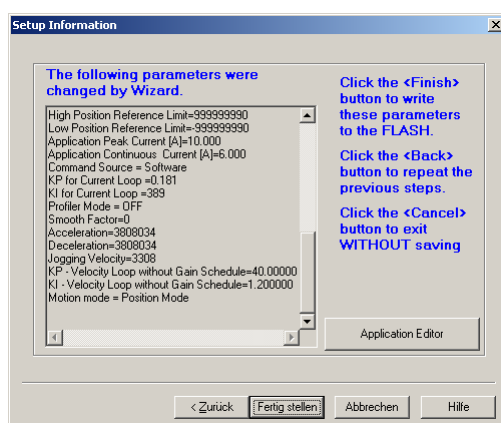 Setup Information
The following parameters were
changed by Wizard.
High Position Reference Limit=999999990
Low Position Reference Limit=-999999990
Application Peak Current [A]=10.000
Application Continuous  Current [A]=6.000
Command Source = Software
KP for Current Loop =0.181
KI for Current Loop =389
Profiler Mode = OFF
Smooth Factor=0
Acceleration=3808034
Deceleration=3808034
Jogging Velocity=3308
KP - Velocity Loop without Gain Schedule=40.00000
KI - Velocity Loop without Gain Schedule=1.200000
Motion mode = Position Mode
Click the <Finish>
button to write
these parameters
to the FLASH.
Click the <Back>
button to repeat the
previous steps.
Click the <Cancel>
button to exit
WITHOUT saving
Application Editor
< Zurück
Fertig stellen
Abbrechen
Hilfe